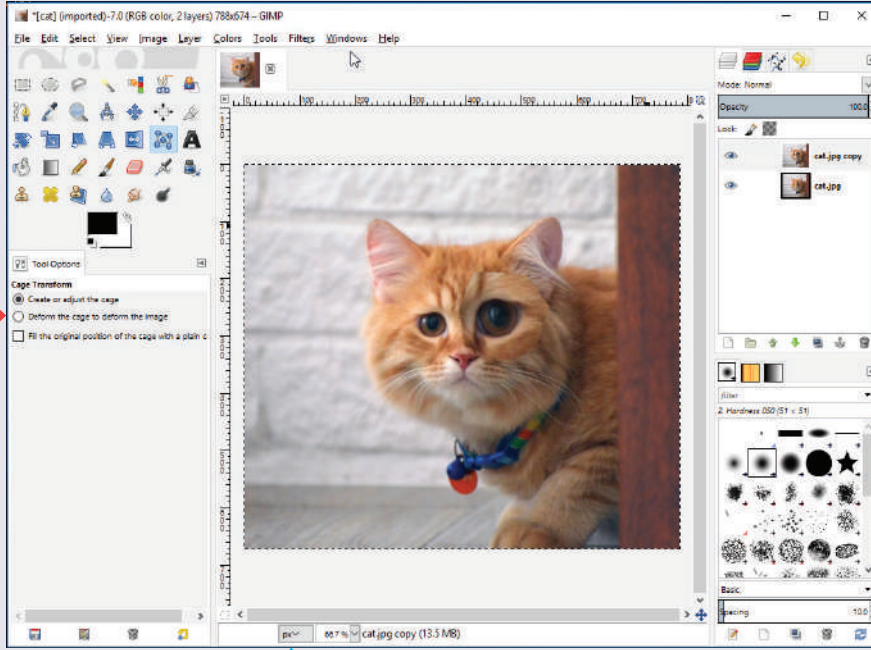 *[cat] (imported)-7.0 (RGB color, 2 layers) 788x674 – GIMP
File Edit Select View Image Layer Colors Tools Filters Windows Help
Mode: Normal
Opacity 100.0
Lock:
cat.jpg copy
cat.jpg
Tool Options
Cage Transform
Create or adjust the cage
Deform the cage to deform the image
Fill the original position of the cage with a plain c
filter
2. Hardness 050 (51 × 51)
Basic
Spacing 10.0
px 66.7 % cat.jpg copy (13.5 MB)